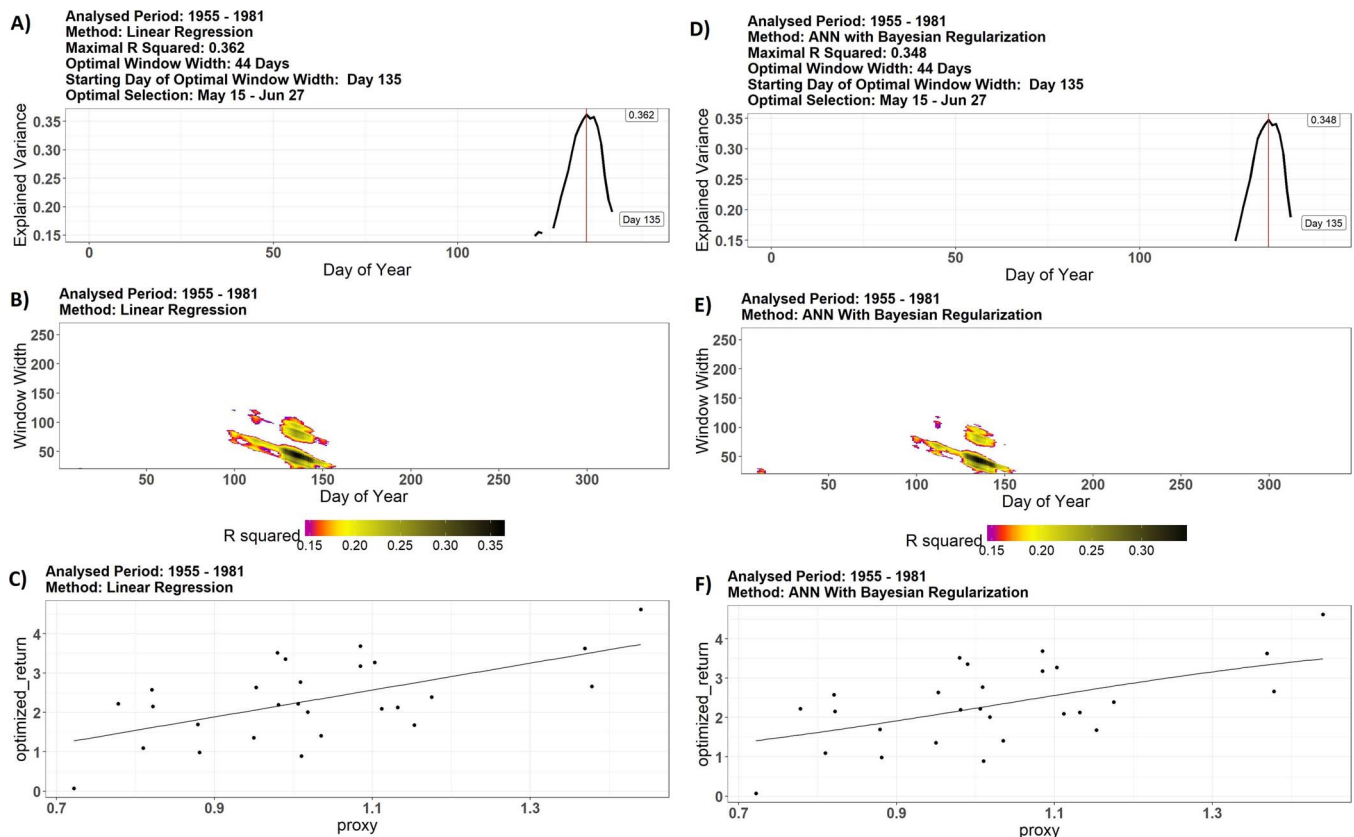 A)
Analysed Period: 1955 - 1981
Method: Linear Regression
Maximal R Squared: 0.362
Optimal Window Width: 44 Days
Starting Day of Optimal Window Width:  Day 135
Optimal Selection: May 15 - Jun 27
Explained Variance
0.35
0.30
0.25
0.20
0.15
0.362
Day 135
0
50
100
Day of Year
B)
Analysed Period: 1955 - 1981
Method: Linear Regression
Window Width
250
200
150
100
50
50
100
150
200
250
300
Day of Year
R squared
0.15
0.20
0.25
0.30
0.35
C)
Analysed Period: 1955 - 1981
Method: Linear Regression
optimized_return
4
3
2
1
0
0.7
0.9
1.1
1.3
proxy
D)
Analysed Period: 1955 - 1981
Method: ANN with Bayesian Regularization
Maximal R Squared: 0.348
Optimal Window Width: 44 Days
Starting Day of Optimal Window Width:  Day 135
Optimal Selection: May 15 - Jun 27
Explained Variance
0.35
0.30
0.25
0.20
0.15
0.348
Day 135
0
50
100
Day of Year
E)
Analysed Period: 1955 - 1981
Method: ANN With Bayesian Regularization
Window Width
250
200
150
100
50
50
100
150
200
250
300
Day of Year
R squared
0.15
0.20
0.25
0.30
F)
Analysed Period: 1955 - 1981
Method: ANN With Bayesian Regularization
optimized_return
4
3
2
1
0
0.7
0.9
1.1
1.3
proxy